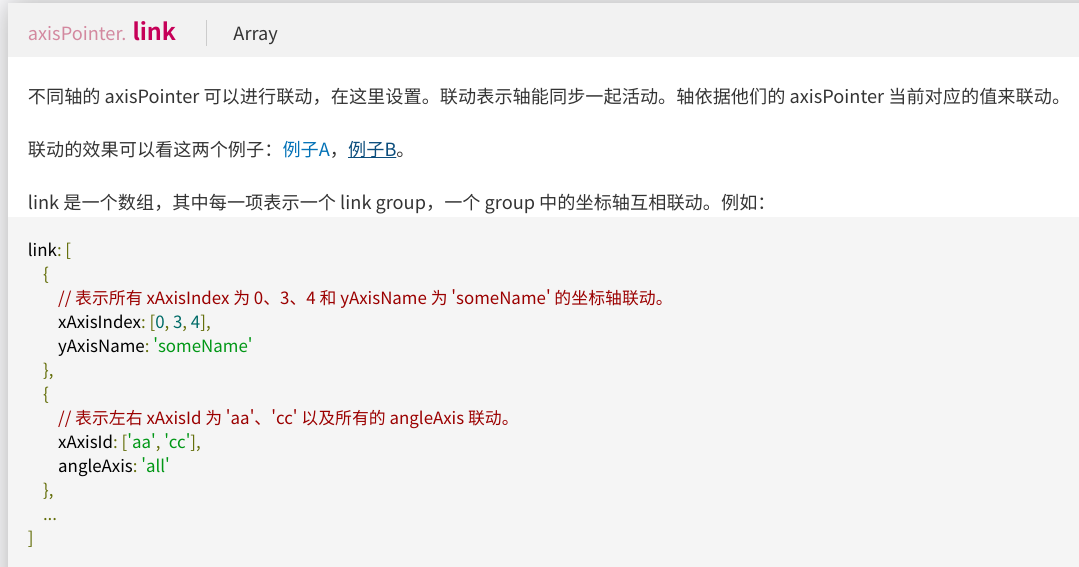 axisPointer. link Array
不同轴的 axisPointer 可以进行联动，在这里设置。联动表示轴能同步一起活动。轴依据他们的 axisPointer 当前对应的值来联动。
联动的效果可以看这两个例子：例子A，例子B。
link 是一个数组，其中每一项表示一个 link group，一个 group 中的坐标轴互相联动。例如：
link: [
{
// 表示所有 xAxisIndex 为 0、3、4 和 yAxisName 为 'someName' 的坐标轴联动。
xAxisIndex: [0, 3, 4],
yAxisName: 'someName'
},
{
// 表示左右 xAxisId 为 'aa'、'cc' 以及所有的 angleAxis 联动。
xAxisId: ['aa', 'cc'],
angleAxis: 'all'
},
...
]